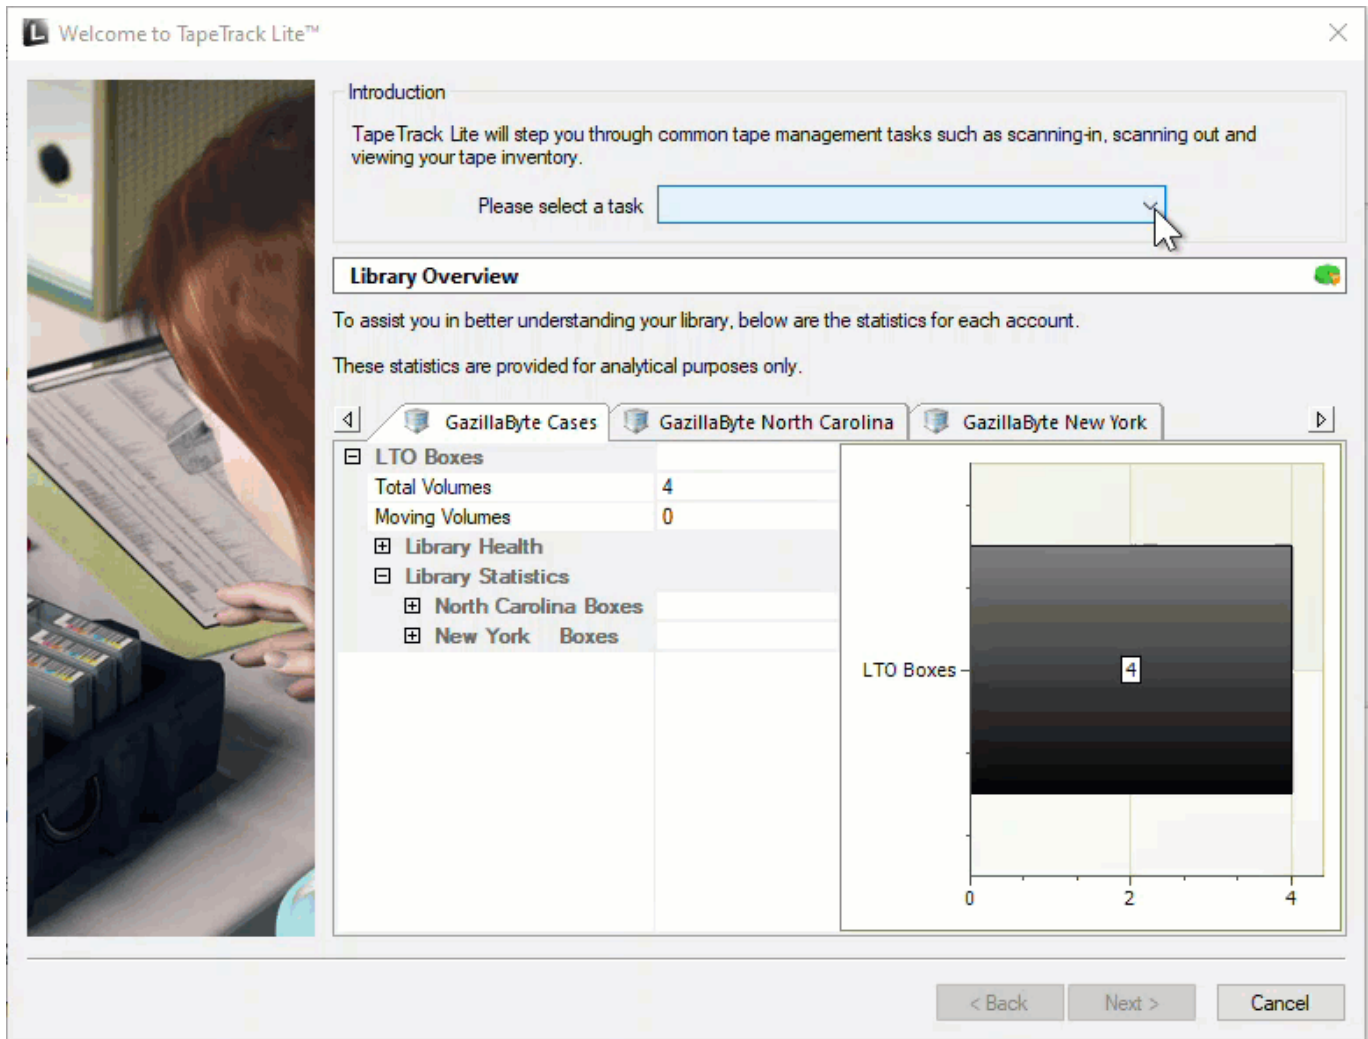 Welcome to TapeTrack Lite™
Introduction
TapeTrack Lite will step you through common tape management tasks such as scanning-in, scanning out and
viewing your tape inventory.
Please select a task
Library Overview
To assist you in better understanding your library, below are the statistics for each account.
These statistics are provided for analytical purposes only.
GazillaByte Cases GazillaByte North Carolina GazillaByte New York
LTO Boxes
Total Volumes 4
Moving Volumes 0
Library Health
Library Statistics
North Carolina Boxes
New York Boxes
LTO Boxes
4
0 2 4
< Back Next > Cancel